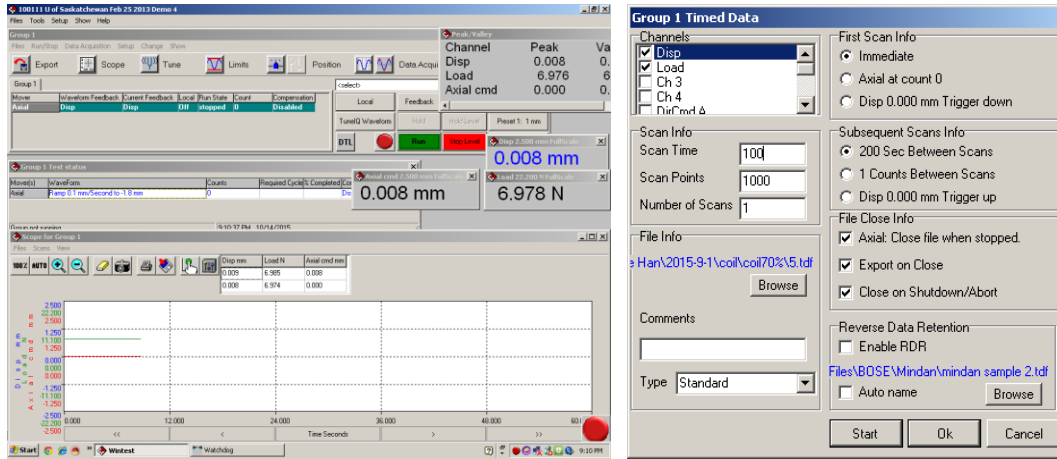 100111 U of Saskatchewan Feb 25 2013 Demo 4
Files Tools Setup Show Help
Group 1
Files Run/Stop Data Acquisition Setup Change Show
Export Scope Tune Limits Position Data Acqui
Group 1
<select>
Mover Waveform Feedback Current Feedback Local Run State Count Compensation
Axial Disp Disp Off stopped 0 Disabled
Local Feedback
TuneIQ Waveform Hold Hold Level Preset 1: 1 mm
DTL Run Stop Level
Peak/Valley
Channel Peak Va
Disp 0.008 0.
Load 6.976 6
Axial cmd 0.000 0.
Disp 2.500 mm FullScale
0.008 mm
Group 1 Test status
Mover(s) WaveForm Counts Required Cycle % Completed Con
Axial Ramp 0.1 mm/Second to -1.8 mm 0 Dis
Group not running 9:10:37 PM 10/14/2015
Axial cmd 2.500 mm FullScale
0.008 mm
Load 22.200 N FullScale
6.978 N
Scope for Group 1
Files Scans View
100% AUTO
Disp mm Load N Axial cmd mm
0.009 6.985 0.008
0.008 6.974 0.000
2.500
22.200
2.500
1.250
11.100
1.250
0.000
0.000
0.000
-1.250
-11.100
-1.250
-2.500
-22.200
-2.500
Disp mm
Load N
Axial cmd mm
0.000 12.000 24.000 36.000 48.000 60.
<< < Time Seconds > >>
Start Wintest Watchdog 9:10 PM
Group 1 Timed Data
Channels
Disp
Load
Ch 3
Ch 4
DirCmd A
Scan Info
Scan Time 100
Scan Points 1000
Number of Scans 1
File Info
e Han\2015-9-1\coil\coil70%\5.tdf
Browse
Comments
Type Standard
First Scan Info
Immediate
Axial at count 0
Disp 0.000 mm Trigger down
Subsequent Scans Info
200 Sec Between Scans
1 Counts Between Scans
Disp 0.000 mm Trigger up
File Close Info
Axial: Close file when stopped.
Export on Close
Close on Shutdown/Abort
Reverse Data Retention
Enable RDR
Files\BOSE\Mindan\mindan sample 2.tdf
Auto name Browse
Start Ok Cancel